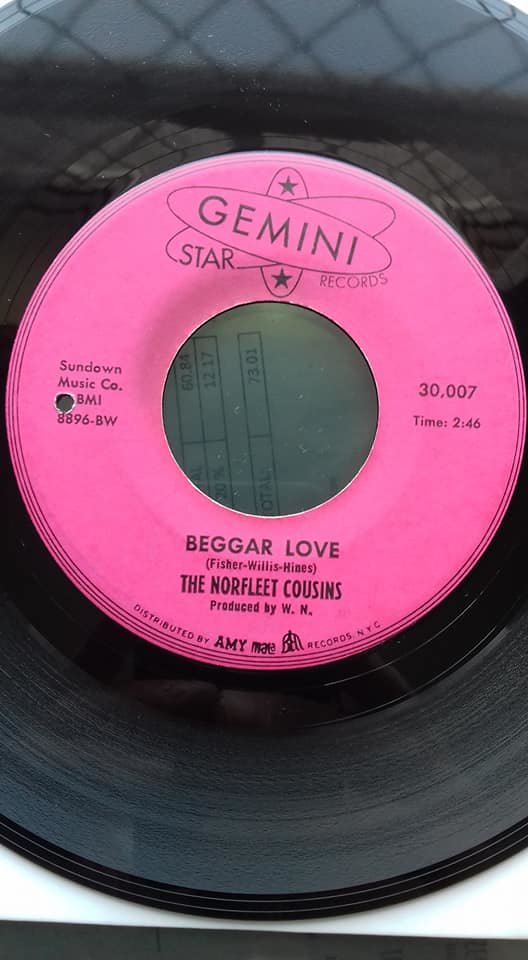 GEMINI
STAR
RECORDS
Sundown
Music Co.
BMI
8896-BW
30,007
Time: 2:46
60.84
12.17
73.01
20%
BEGGAR LOVE
(Fisher-Willis-Hines)
THE NORFLEET COUSINS
Produced by W. N.
DISTRIBUTED BY AMY mala Bell RECORDS, N.Y.C